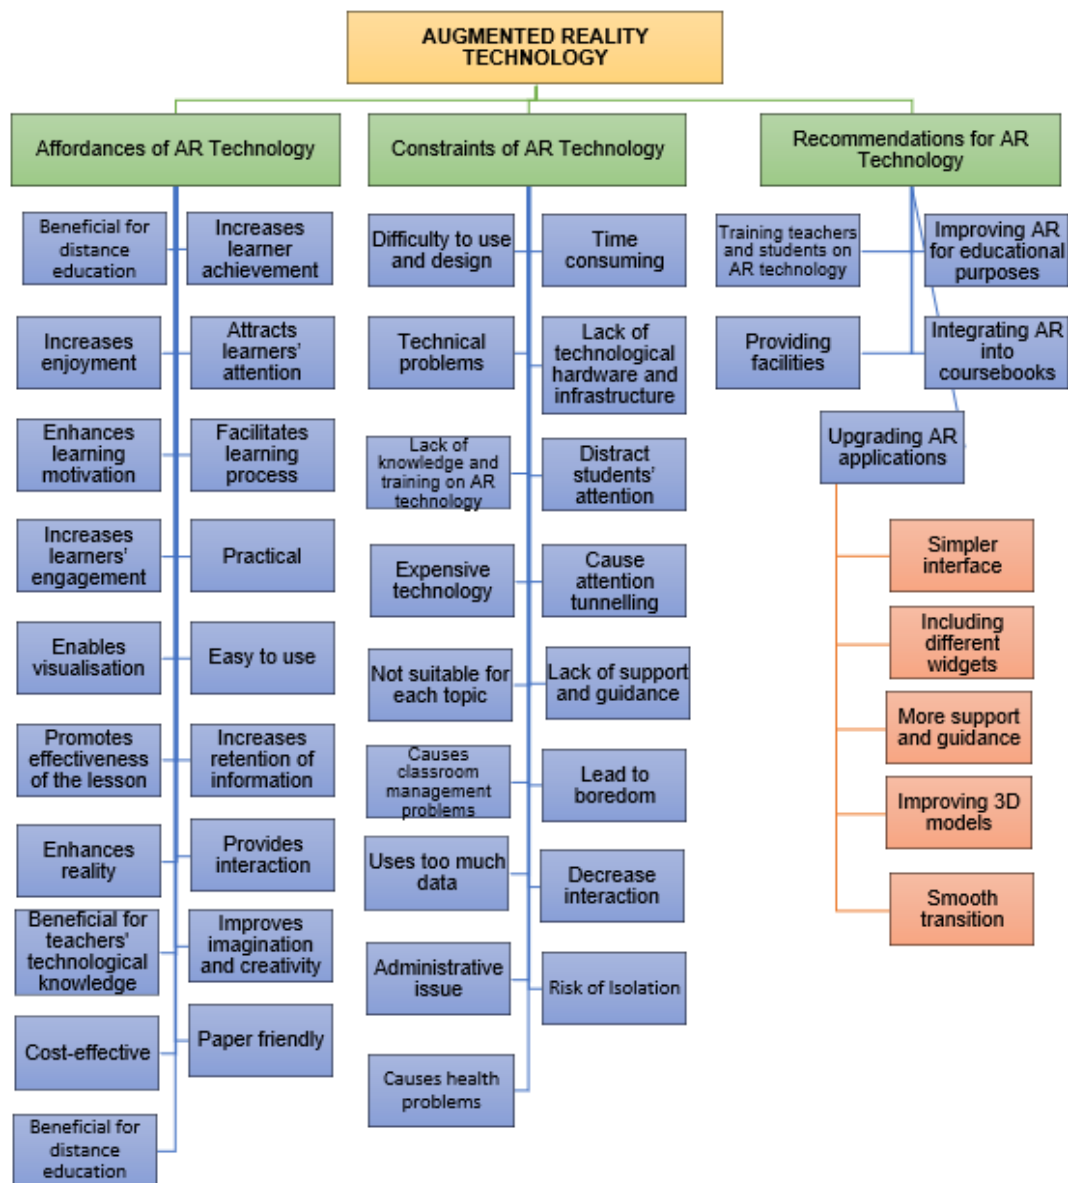 AUGMENTED REALITY
TECHNOLOGY
Affordances of AR Technology
Beneficial for
distance
education
Increases
learner
achievement
Increases
enjoyment
Attracts
learners'
attention
Enhances
learning
motivation
Facilitates
learning
process
Increases
learners'
engagement
Practical
Enables
visualisation
Easy to use
Promotes
effectiveness
of the lesson
Increases
retention of
information
Enhances
reality
Provides
interaction
Beneficial for
teachers'
technological
knowledge
Improves
imagination
and creativity
Cost-effective
Paper friendly
Beneficial for
distance
education
Constraints of AR Technology
Difficulty to use
and design
Time
consuming
Technical
problems
Lack of
technological
hardware and
infrastructure
Lack of
knowledge and
training on AR
technology
Distract
students'
attention
Expensive
technology
Cause
attention
tunnelling
Not suitable for
each topic
Lack of support
and guidance
Causes
classroom
management
problems
Lead to
boredom
Uses too much
data
Decrease
interaction
Administrative
issue
Risk of Isolation
Causes health
problems
Recommendations for AR
Technology
Training teachers
and students on
AR technology
Improving AR
for educational
purposes
Providing
facilities
Integrating AR
into
coursebooks
Upgrading AR
applications
Simpler
interface
Including
different
widgets
More support
and guidance
Improving 3D
models
Smooth
transition